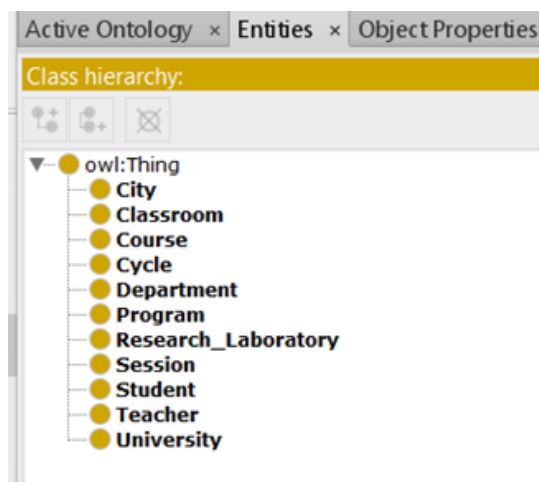 Active Ontology × Entities × Object Properties
Class hierarchy:
owl:Thing
City
Classroom
Course
Cycle
Department
Program
Research_Laboratory
Session
Student
Teacher
University